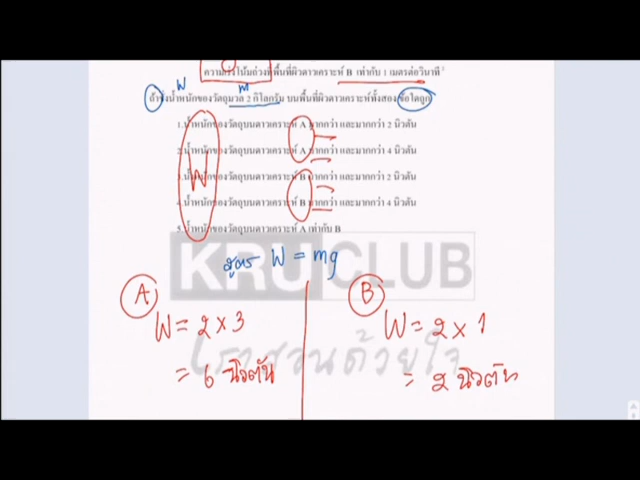 ความเร่งโน้มถ่วงที่พื้นที่ผิวดาวเคราะห์ B เท่ากับ 1 เมตรต่อวินาที²
ถ้าชั่งน้ำหนักของวัตถุมวล 2 กิโลกรัม บนพื้นที่ผิวดาวเคราะห์ทั้งสอง ข้อใดถูก
W m
1.น้ำหนักของวัตถุบนดาวเคราะห์ A มากกว่า และมากกว่า 2 นิวตัน
2.น้ำหนักของวัตถุบนดาวเคราะห์ A มากกว่า และมากกว่า 4 นิวตัน
3.น้ำหนักของวัตถุบนดาวเคราะห์ B มากกว่า และมากกว่า 2 นิวตัน
4.น้ำหนักของวัตถุบนดาวเคราะห์ B มากกว่า และมากกว่า 4 นิวตัน
5.น้ำหนักของวัตถุบนดาวเคราะห์ A เท่ากับ B
W
สูตร W = mg
KRU CLUB
A
W = 2 x 3
= 6 นิวตัน
B
W = 2 x 1
= 2 นิวตัน
เราสอนด้วยใจ